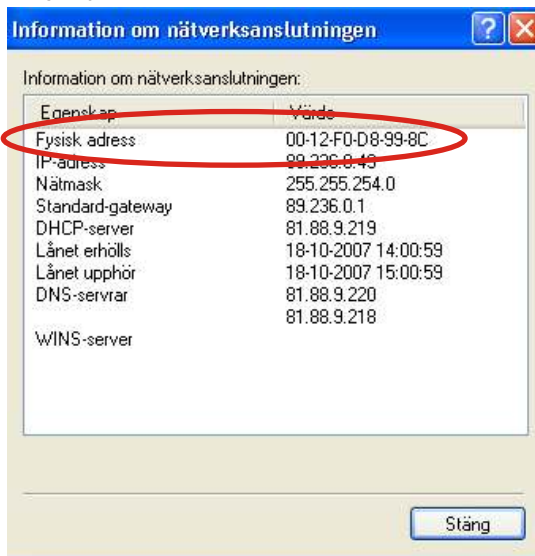 Information om nätverksanslutningen
Information om nätverksanslutningen:
Egenskap Värde
Fysisk adress 00-12-F0-D8-99-8C
IP-adress
Nätmask 255.255.254.0
Standard-gateway 89.236.0.1
DHCP-server 81.88.9.219
Lånet erhölls 18-10-2007 14:00:59
Lånet upphör 18-10-2007 15:00:59
DNS-servrar 81.88.9.220
81.88.9.218
WINS-server
Stäng